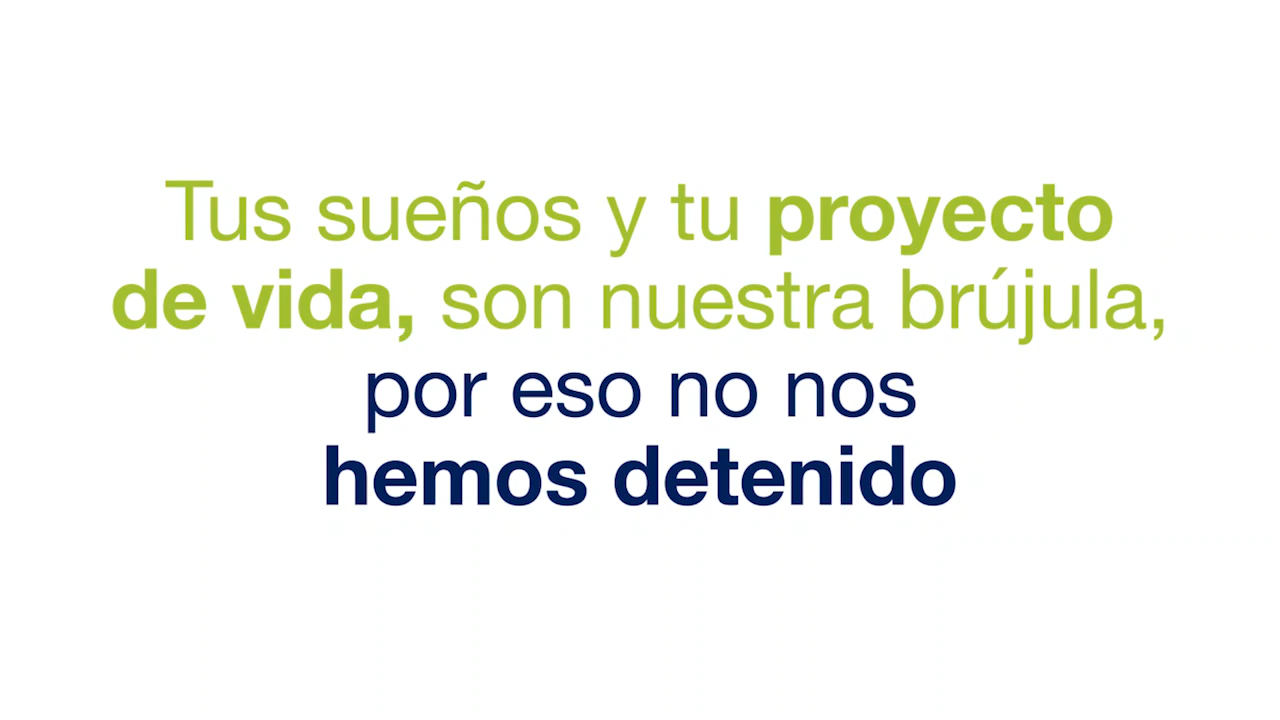 Tus sueños y tu proyecto
de vida, son nuestra brújula,
por eso no nos
hemos detenido